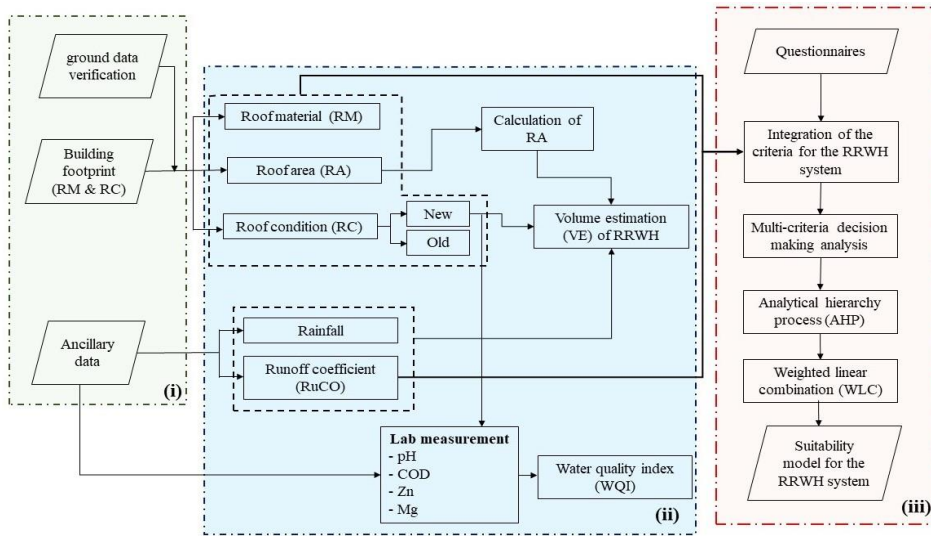 ground data
verification
Building
footprint
(RM & RC)
Ancillary
data
(i)
Roof material (RM)
Roof area (RA)
Roof condition (RC)
New
Old
Calculation of
RA
Volume estimation
(VE) of RRWH
Rainfall
Runoff coefficient
(RuCO)
Lab measurement
- pH
- COD
- Zn
- Mg
Water quality index
(WQI)
(ii)
Questionnaires
Integration of the
criteria for the RRWH
system
Multi-criteria decision
making analysis
Analytical hierarchy
process (AHP)
Weighted linear
combination (WLC)
Suitability
model for the
RRWH system
(iii)